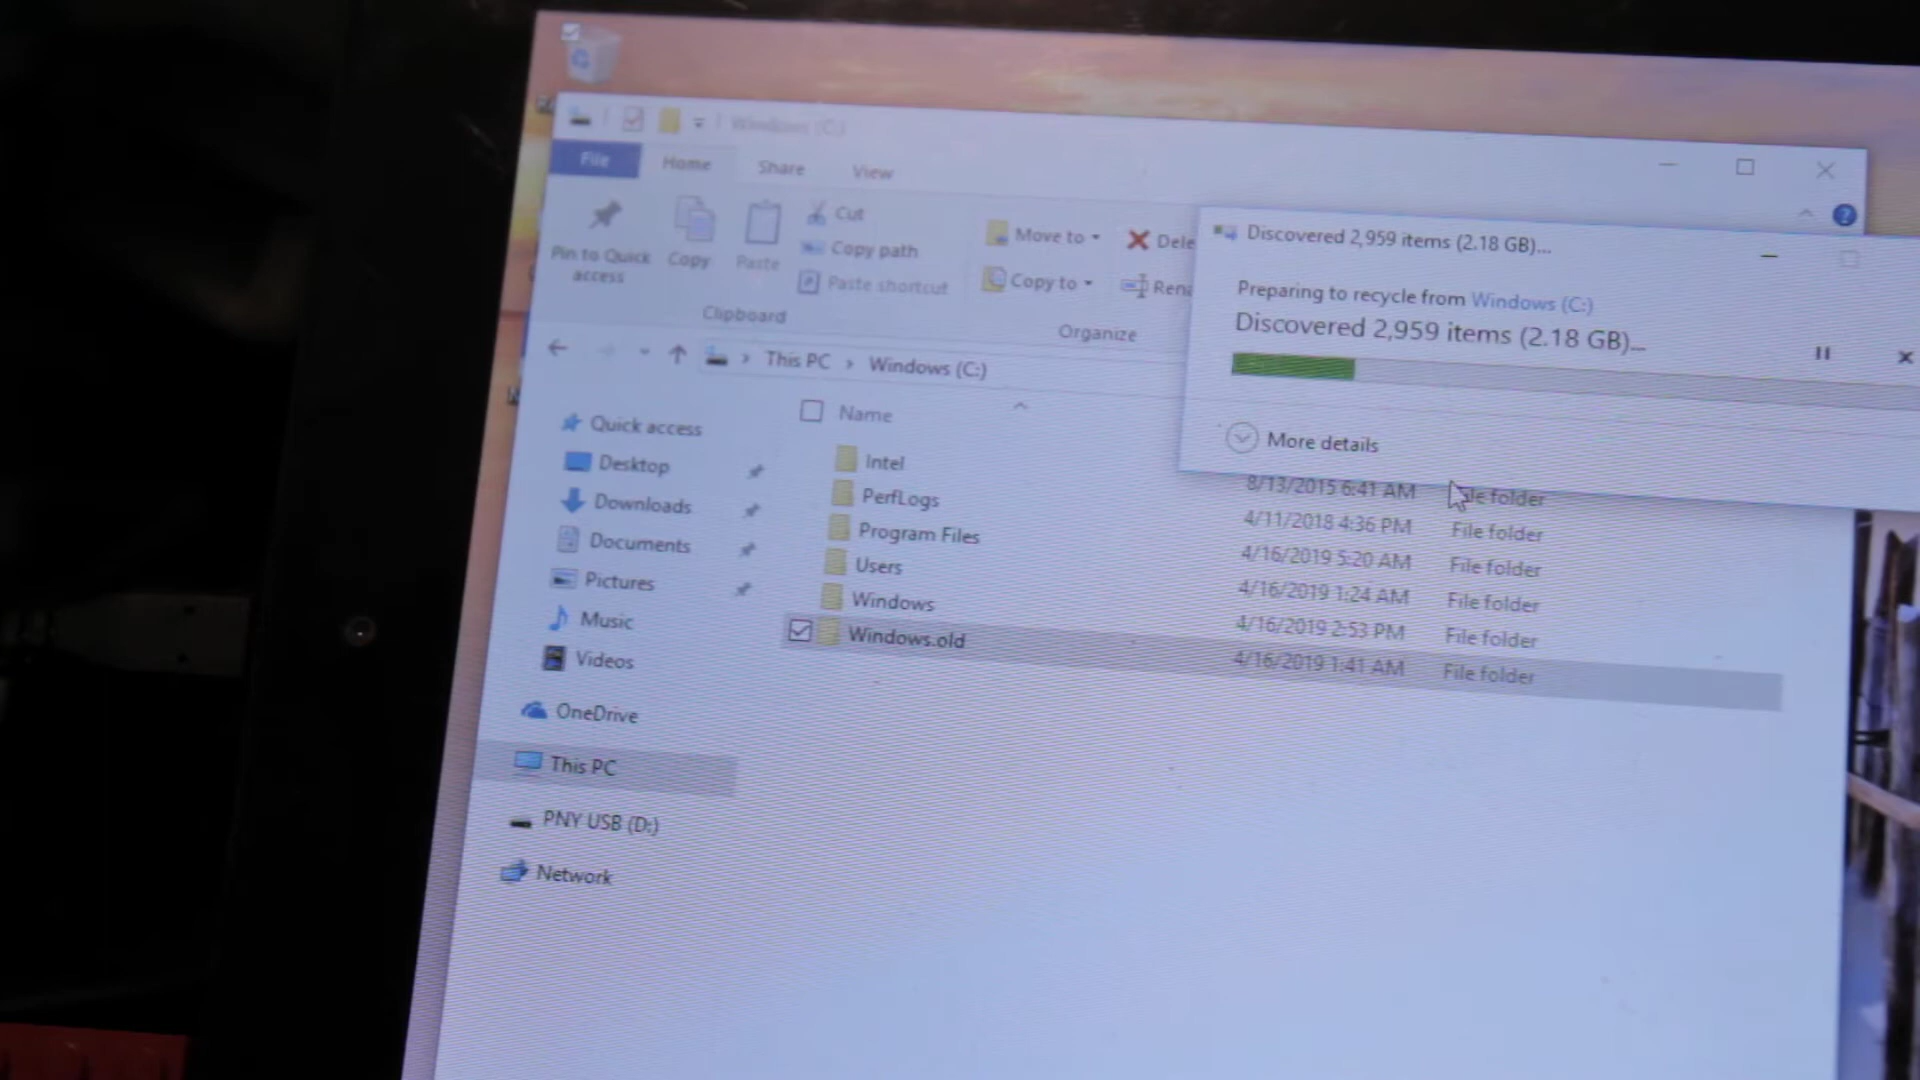 Windows (C:)
File Home Share View
Pin to Quick access
Copy
Paste
Cut
Copy path
Paste shortcut
Clipboard
Move to
Copy to
Dele
Rena
Organize
Discovered 2,959 items (2.18 GB)...
Preparing to recycle from Windows (C:)
Discovered 2,959 items (2.18 GB)...
More details
This PC > Windows (C:)
Name
Quick access
Desktop
Downloads
Documents
Pictures
Music
Videos
OneDrive
This PC
PNY USB (D:)
Network
Intel 8/13/2015 6:41 AM File folder
PerfLogs 4/11/2018 4:36 PM File folder
Program Files 4/16/2019 5:20 AM File folder
Users 4/16/2019 1:24 AM File folder
Windows 4/16/2019 2:53 PM File folder
Windows.old 4/16/2019 1:41 AM File folder